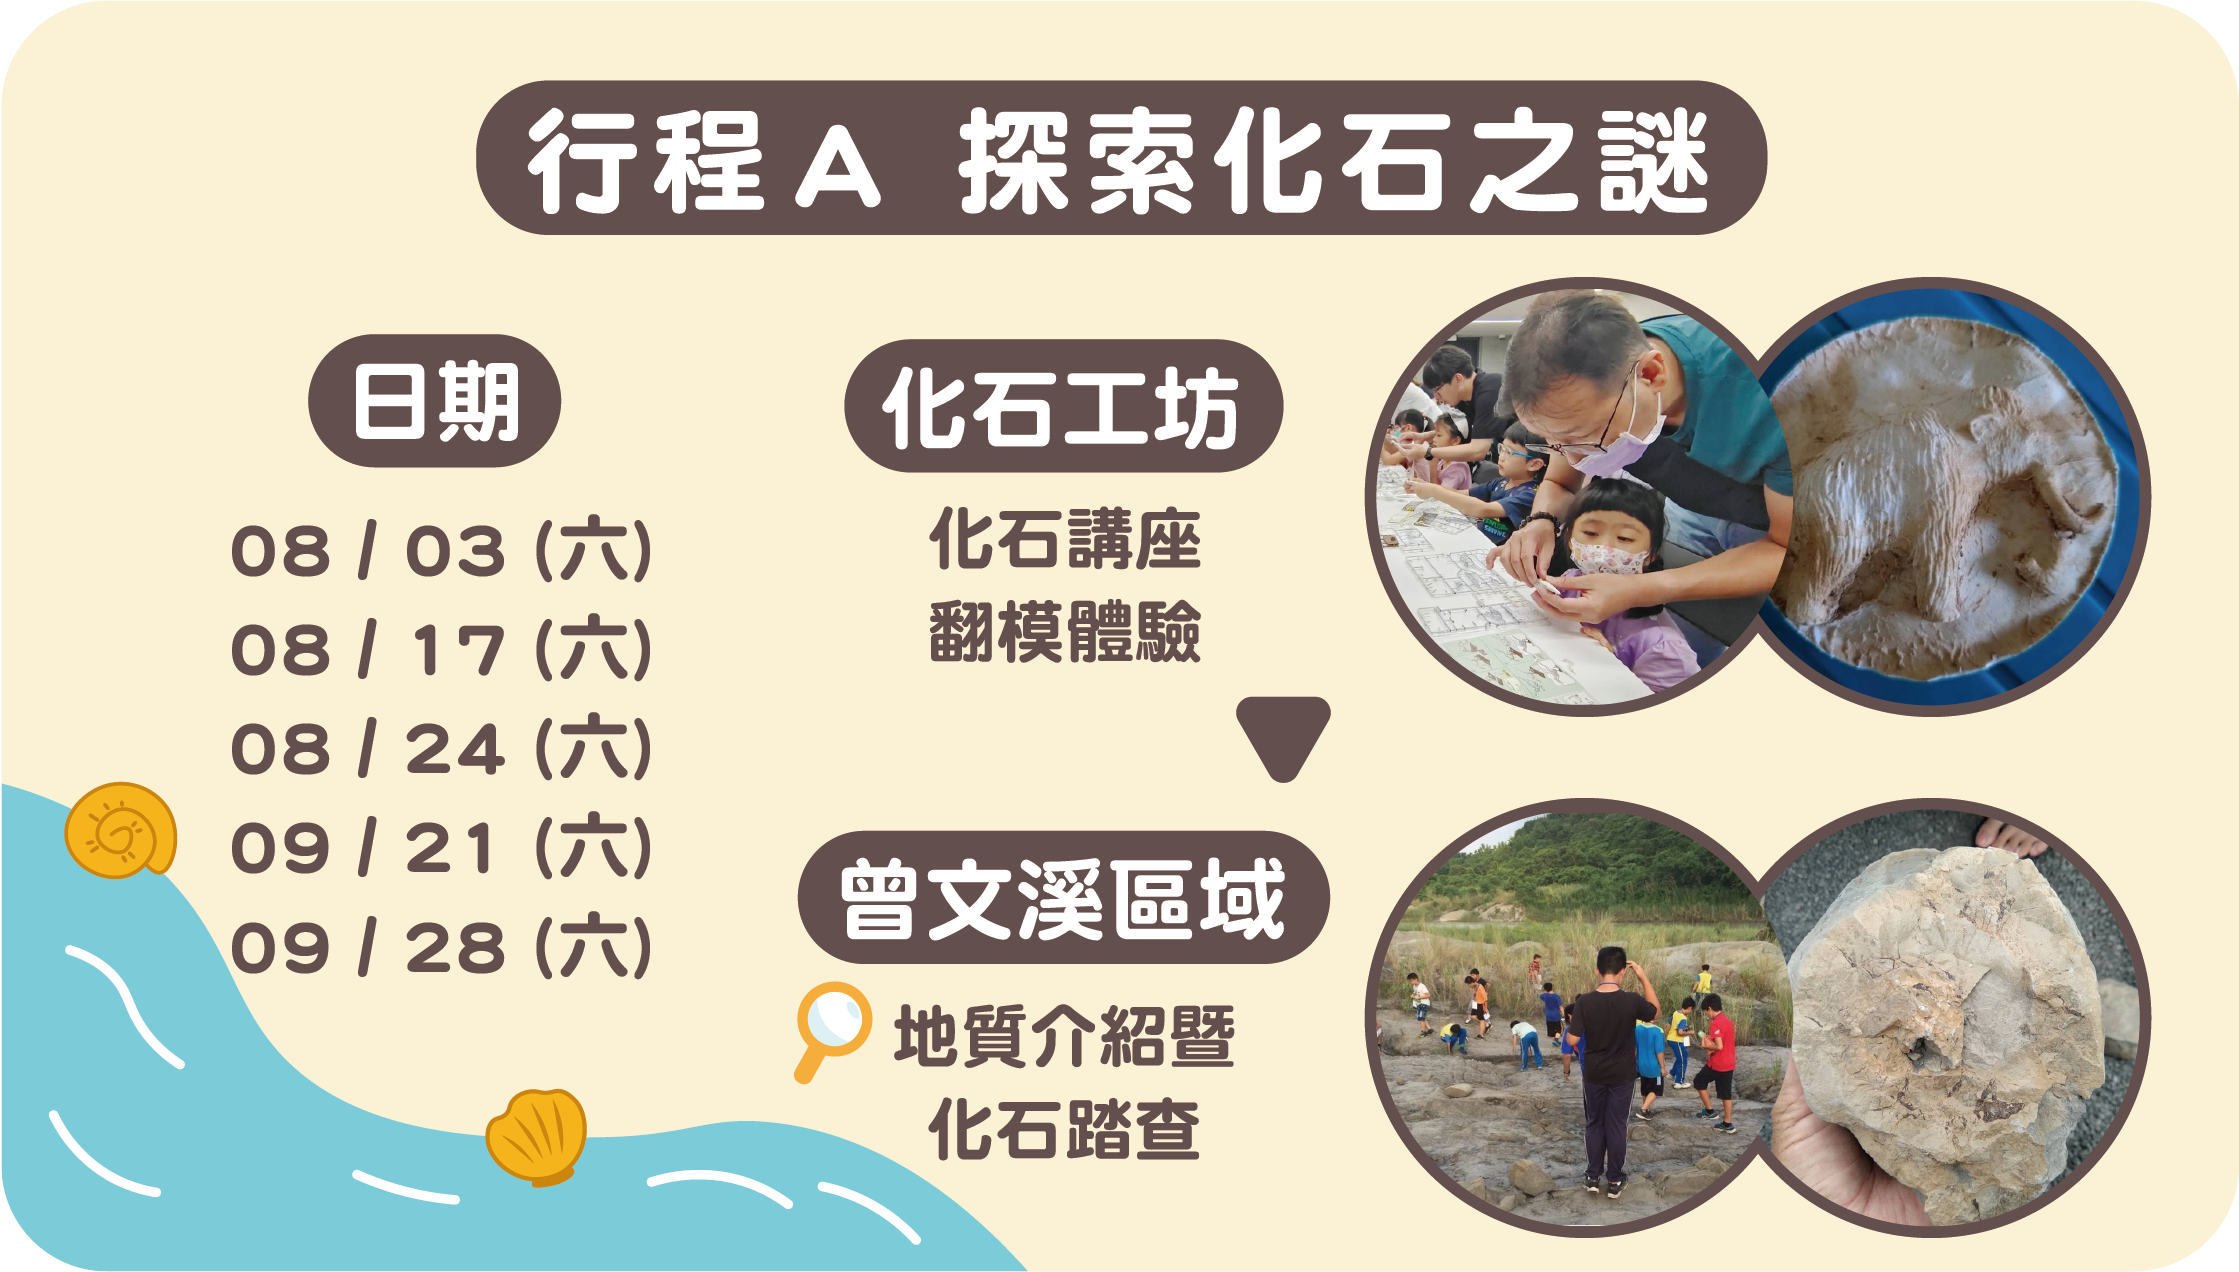 行程A 探索化石之謎
日期
08 / 03 (六)
08 / 17 (六)
08 / 24 (六)
09 / 21 (六)
09 / 28 (六)
化石工坊
化石講座
翻模體驗
曾文溪區域
地質介紹暨
化石踏查